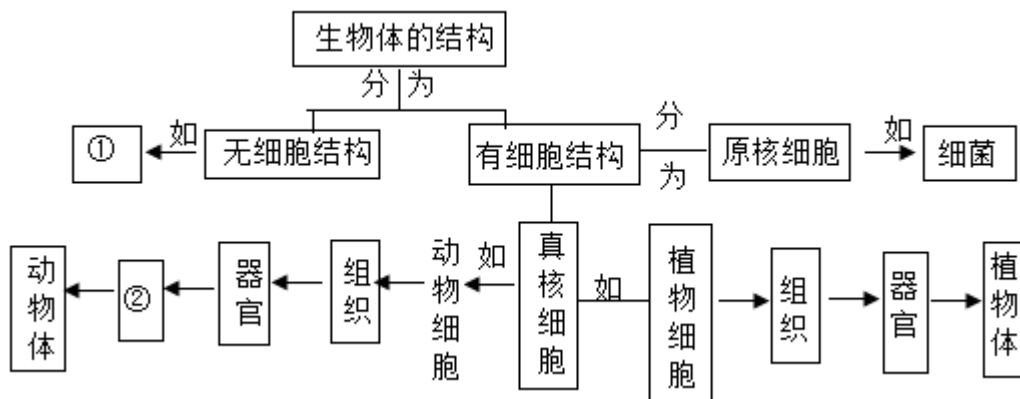 生物体的结构
分为
① 如 无细胞结构 有细胞结构 分为 原核细胞 如 细菌
动物体 ② 器官 组织 动物细胞 如 真核细胞 如 植物细胞 组织 器官 植物体